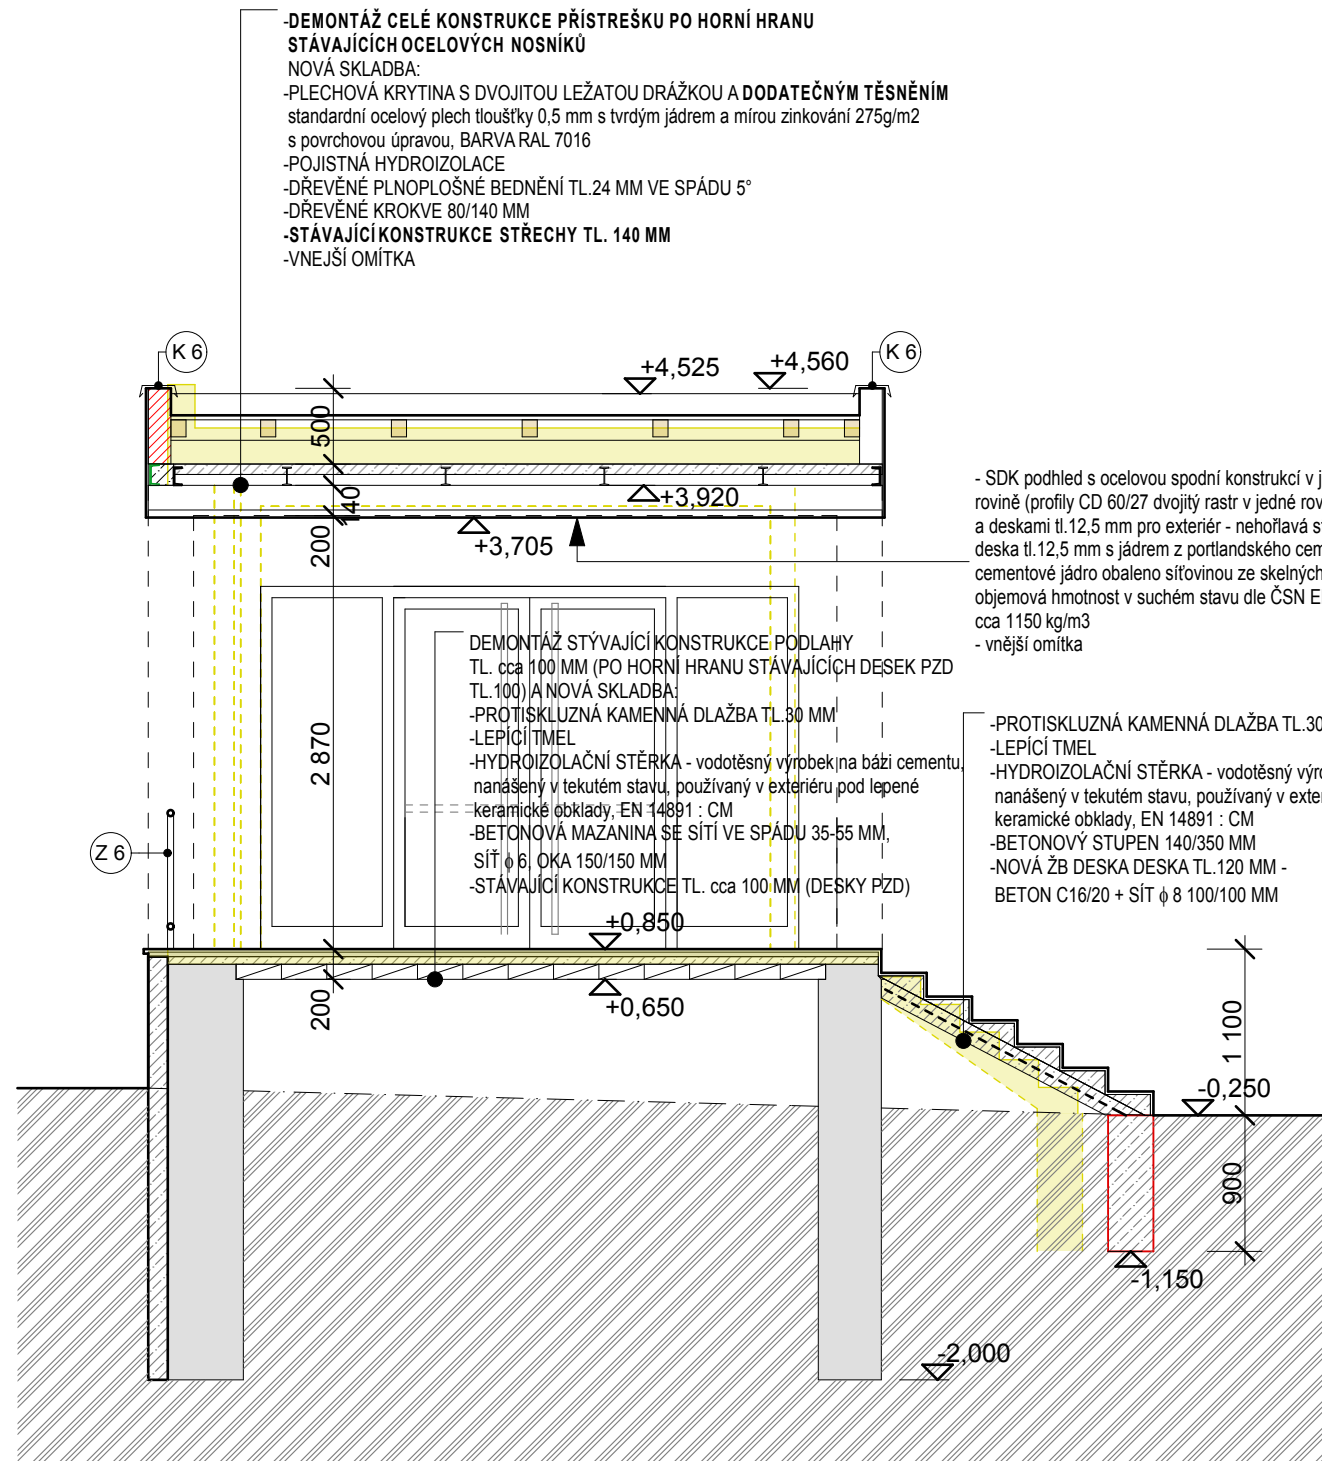 -DEMONTÁŽ CELÉ KONSTRUKCE PŘÍSTREŠKU PO HORNÍ HRANU
STÁVAJÍCÍCH OCELOVÝCH NOSNÍKŮ
NOVÁ SKLADBA:
-PLECHOVÁ KRYTINA S DVOJITOU LEŽATOU DRÁŽKOU A DODATEČNÝM TĚSNĚNÍM
standardní ocelový plech tloušťky 0,5 mm s tvrdým jádrem a mírou zinkování 275g/m2
s povrchovou úpravou, BARVA RAL 7016
-POJISTNÁ HYDROIZOLACE
-DŘEVĚNÉ PLNOPLOŠNÉ BEDNĚNÍ TL.24 MM VE SPÁDU 5°
-DŘEVĚNÉ KROKVE 80/140 MM
-STÁVAJÍCÍ KONSTRUKCE STŘECHY TL. 140 MM
-VNEJŠÍ OMÍTKA
K 6
+4,525
+4,560
K 6
500
140
+3,920
200
+3,705
- SDK podhled s ocelovou spodní konstrukcí v j
rovině (profily CD 60/27 dvojitý rastr v jedné rov
a deskami tl.12,5 mm pro exteriér - nehořlavá s
deska tl.12,5 mm s jádrem z portlandského cem
cementové jádro obaleno síťovinou ze skelných
objemová hmotnost v suchém stavu dle ČSN E
cca 1150 kg/m3
- vnější omítka
DEMONTÁŽ STÝVAJÍCÍ KONSTRUKCE PODLAHY
TL. cca 100 MM (PO HORNÍ HRANU STÁVAJÍCÍCH DESEK PZD
TL.100) A NOVÁ SKLADBA:
-PROTISKLUZNÁ KAMENNÁ DLAŽBA TL.30 MM
-LEPÍCÍ TMEL
-HYDROIZOLAČNÍ STĚRKA - vodotěsný výrobek na bázi cementu,
nanášený v tekutém stavu, používaný v exteriéru pod lepené
keramické obklady, EN 14891 : CM
-BETONOVÁ MAZANINA SE SÍTÍ VE SPÁDU 35-55 MM,
SÍŤ ϕ 6, OKA 150/150 MM
-STÁVAJÍCÍ KONSTRUKCE TL. cca 100 MM (DESKY PZD)
2 870
Z 6
-PROTISKLUZNÁ KAMENNÁ DLAŽBA TL.30
-LEPÍCÍ TMEL
-HYDROIZOLAČNÍ STĚRKA - vodotěsný výro
nanášený v tekutém stavu, používaný v exter
keramické obklady, EN 14891 : CM
-BETONOVÝ STUPEN 140/350 MM
-NOVÁ ŽB DESKA DESKA TL.120 MM -
BETON C16/20 + SÍT ϕ 8 100/100 MM
+0,850
200
+0,650
1 100
-0,250
900
-1,150
-2,000